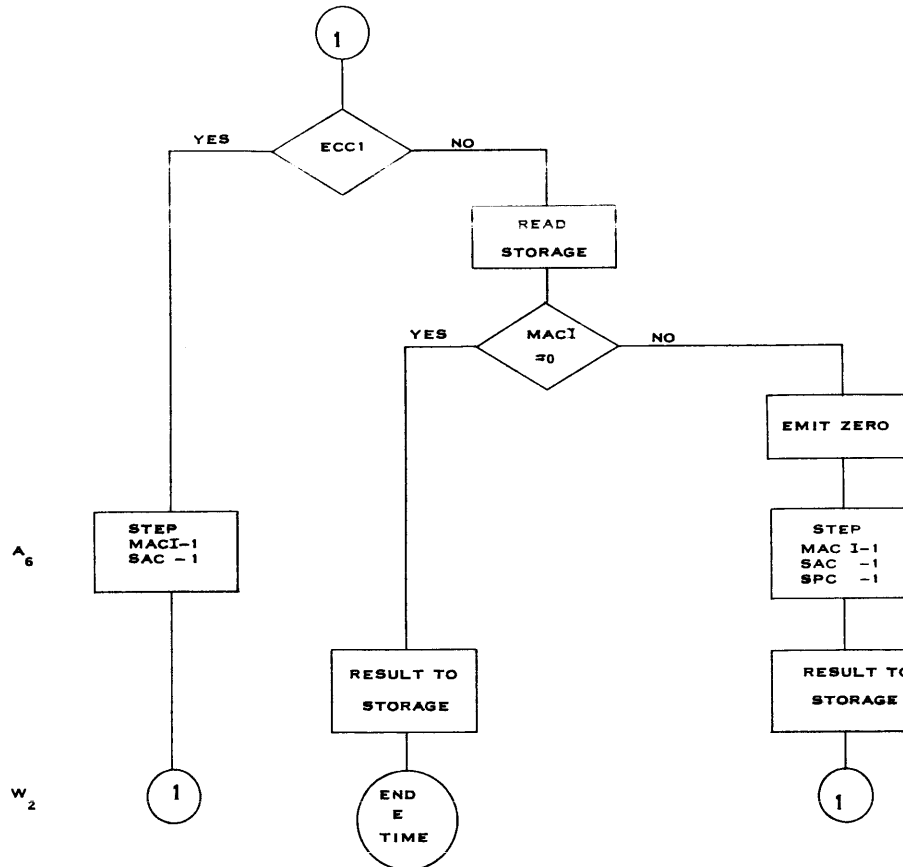 1
ECC1
YES
NO
READ
STORAGE
MACI
=0
YES
NO
EMIT ZERO
A6
STEP
MACI-1
SAC -1
STEP
MAC I-1
SAC -1
SPC -1
RESULT TO
STORAGE
RESULT TO
STORAGE
W2
1
END
E
TIME
1